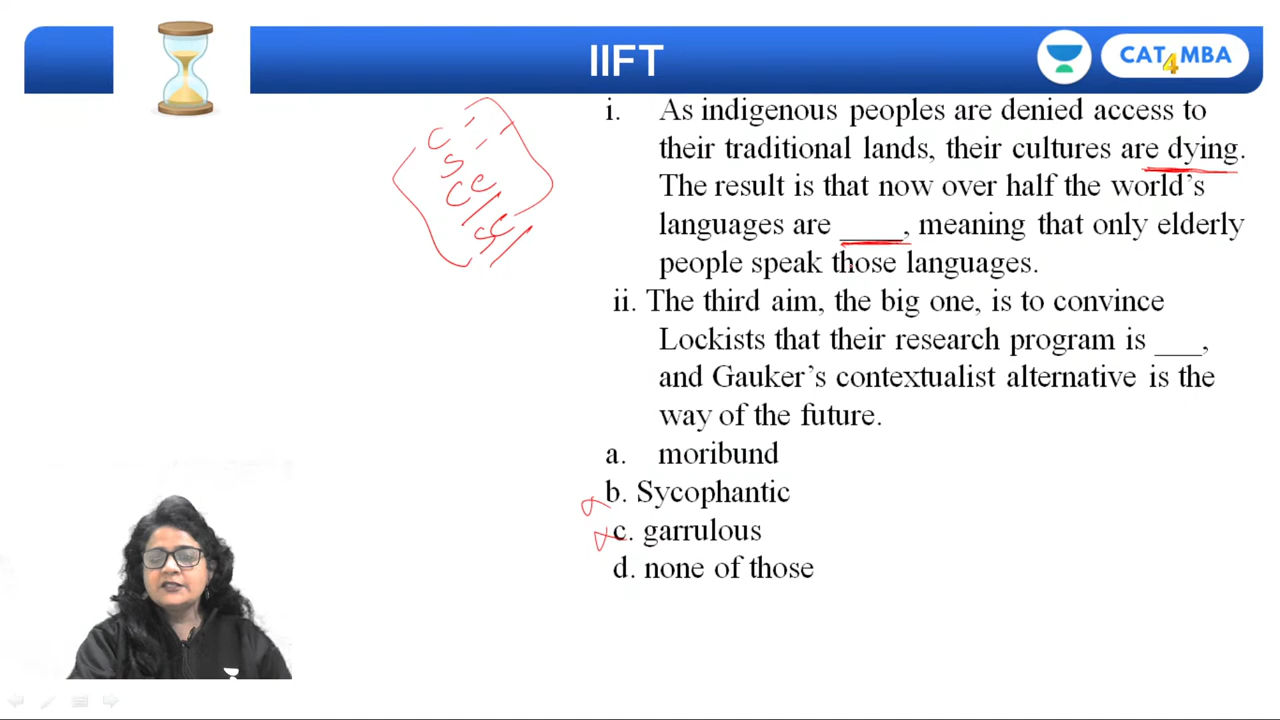 IIFT
CAT4MBA
i. As indigenous peoples are denied access to
their traditional lands, their cultures are dying.
The result is that now over half the world's
languages are ____, meaning that only elderly
people speak those languages.
ii. The third aim, the big one, is to convince
Lockists that their research program is ___,
and Gauker's contextualist alternative is the
way of the future.
a. moribund
b. Sycophantic
c. garrulous
d. none of those